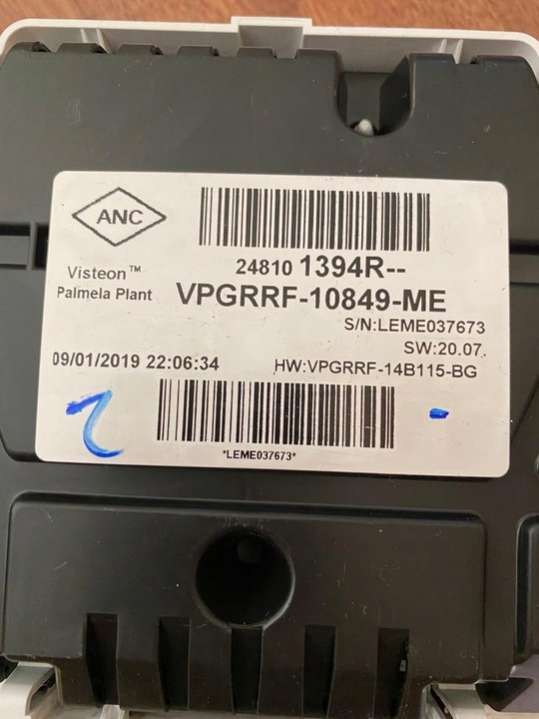 ANC
24810 1394R--
Visteon™
Palmela Plant
VPGRRF-10849-ME
S/N:LEME037673
SW:20.07
09/01/2019 22:06:34
HW:VPGRRF-14B115-BG
2 -
*LEME037673*